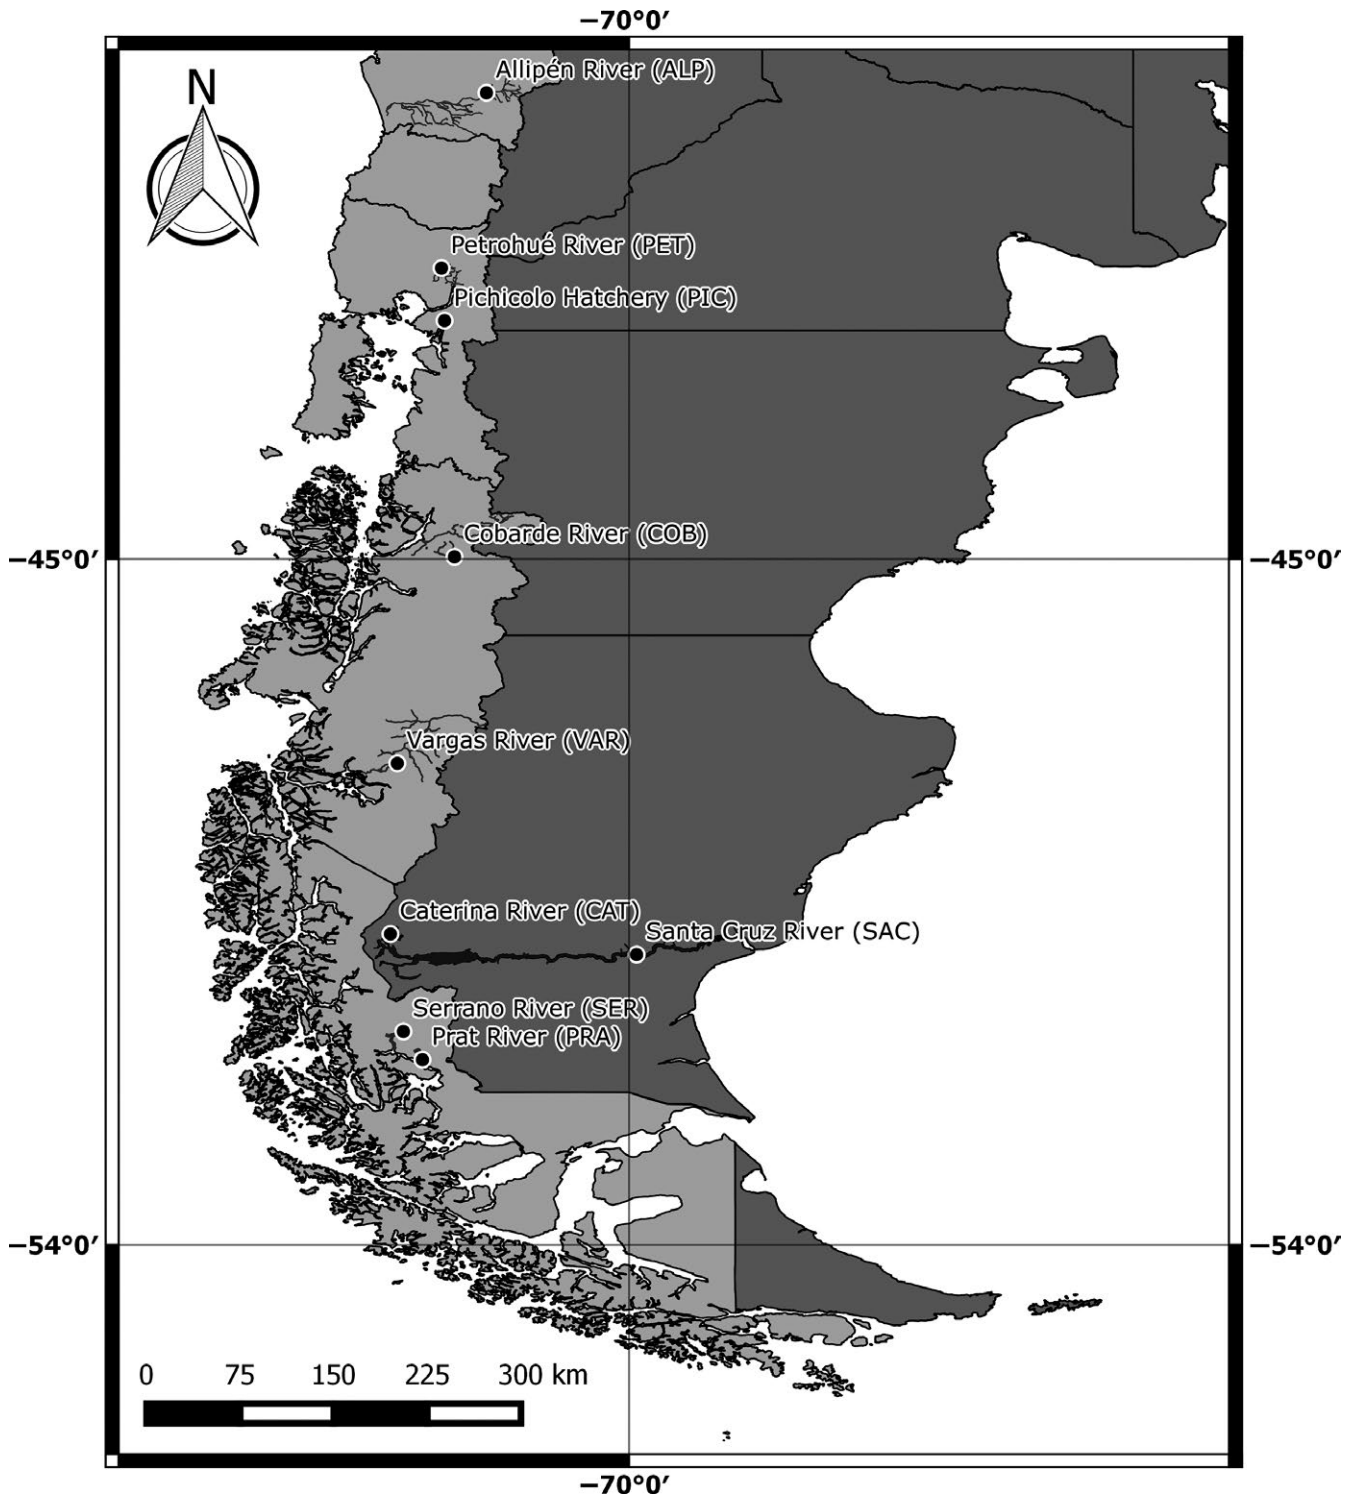 −70°0′
N
Allipén River (ALP)
Petrohué River (PET)
Pichicolo Hatchery (PIC)
Cobarde River (COB)
−45°0′
−45°0′
Vargas River (VAR)
Caterina River (CAT)
Santa Cruz River (SAC)
Serrano River (SER)
Prat River (PRA)
−54°0′
−54°0′
0 75 150 225 300 km
−70°0′